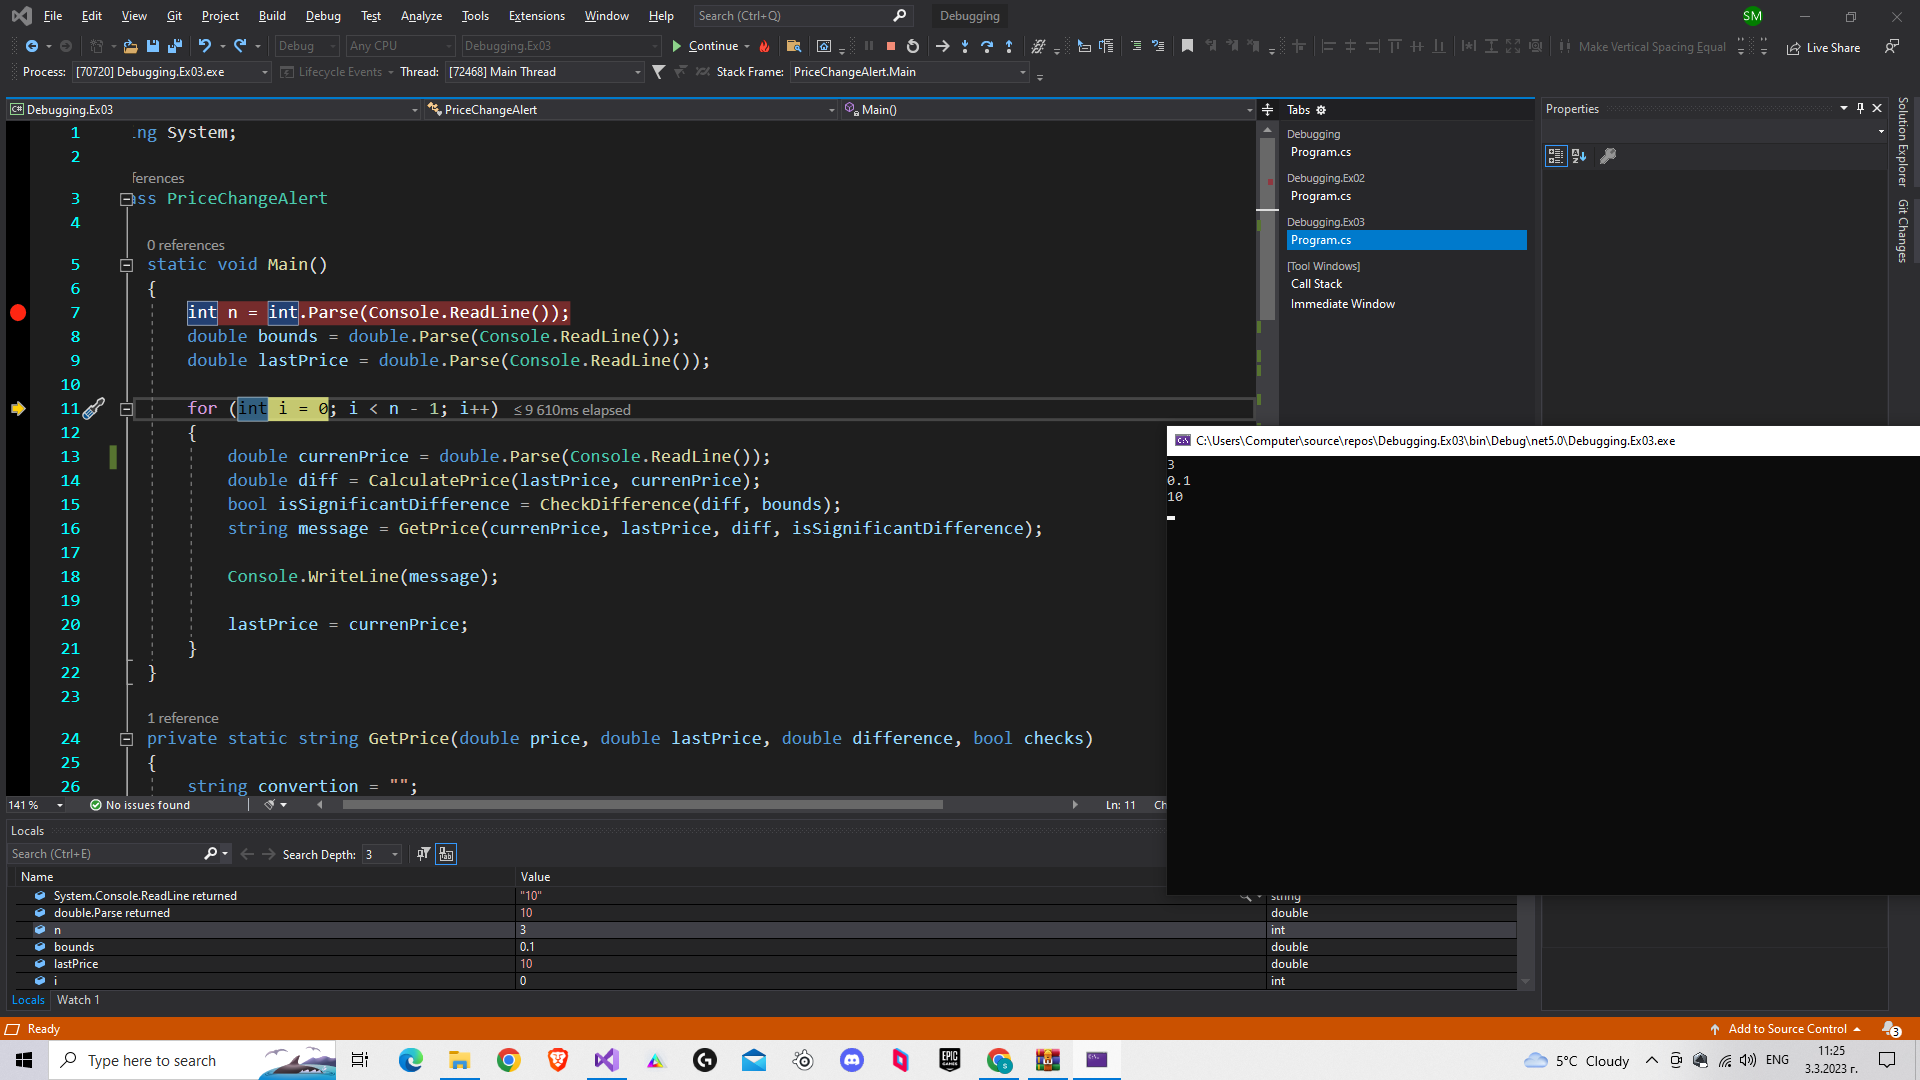 File Edit View Git Project Build Debug Test Analyze Tools Extensions Window Help Search (Ctrl+Q) Debugging SM
Debug Any CPU Debugging.Ex03 Continue Make Vertical Spacing Equal Live Share
Process: [70720] Debugging.Ex03.exe Lifecycle Events Thread: [72468] Main Thread Stack Frame: PriceChangeAlert.Main
C# Debugging.Ex03 PriceChangeAlert Main()
1 ng System;
2
ferences
3 ass PriceChangeAlert
4
0 references
5 static void Main()
6 {
7 int n = int.Parse(Console.ReadLine());
8 double bounds = double.Parse(Console.ReadLine());
9 double lastPrice = double.Parse(Console.ReadLine());
10
11 for (int i = 0; i < n - 1; i++) ≤ 9 610ms elapsed
12 {
13 double currenPrice = double.Parse(Console.ReadLine());
14 double diff = CalculatePrice(lastPrice, currenPrice);
15 bool isSignificantDifference = CheckDifference(diff, bounds);
16 string message = GetPrice(currenPrice, lastPrice, diff, isSignificantDifference);
17
18 Console.WriteLine(message);
19
20 lastPrice = currenPrice;
21 }
22 }
23
1 reference
24 private static string GetPrice(double price, double lastPrice, double difference, bool checks)
25 {
26 string convertion = "";
141 % No issues found Ln: 11 Ch
Tabs
Debugging
Program.cs
Debugging.Ex02
Program.cs
Debugging.Ex03
Program.cs
[Tool Windows]
Call Stack
Immediate Window
Properties
Solution Explorer
Git Changes
C:\Users\Computer\source\repos\Debugging.Ex03\bin\Debug\net5.0\Debugging.Ex03.exe
3
0.1
10
Locals
Search (Ctrl+E) Search Depth: 3
Name Value
System.Console.ReadLine returned "10" string
double.Parse returned 10 double
n 3 int
bounds 0.1 double
lastPrice 10 double
i 0 int
Locals Watch 1
Ready Add to Source Control 3
Type here to search EPIC GAMES 5°C Cloudy ENG 11:25
3.3.2023 г.